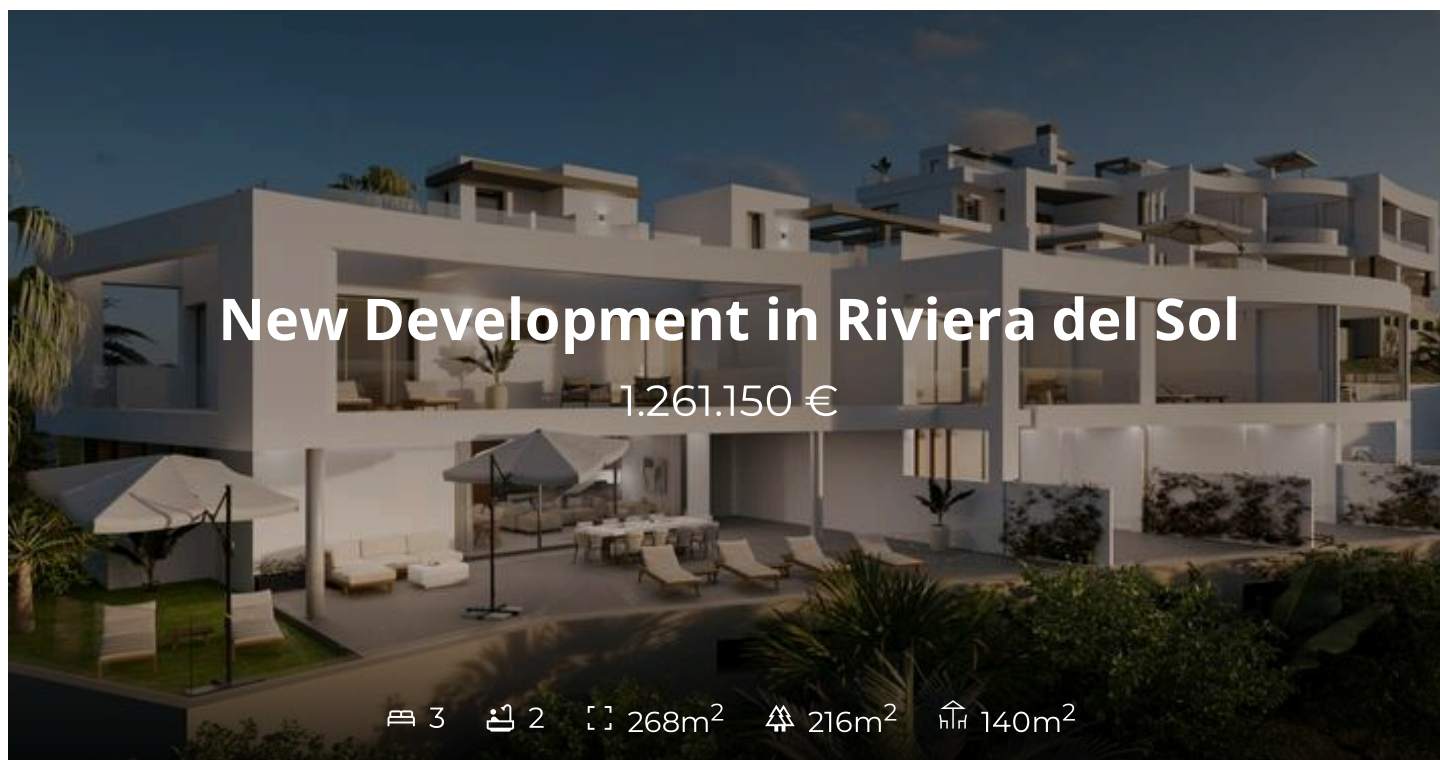 New Development in Riviera del Sol
1.261.150 €
3 2 268m² 216m² 140m²